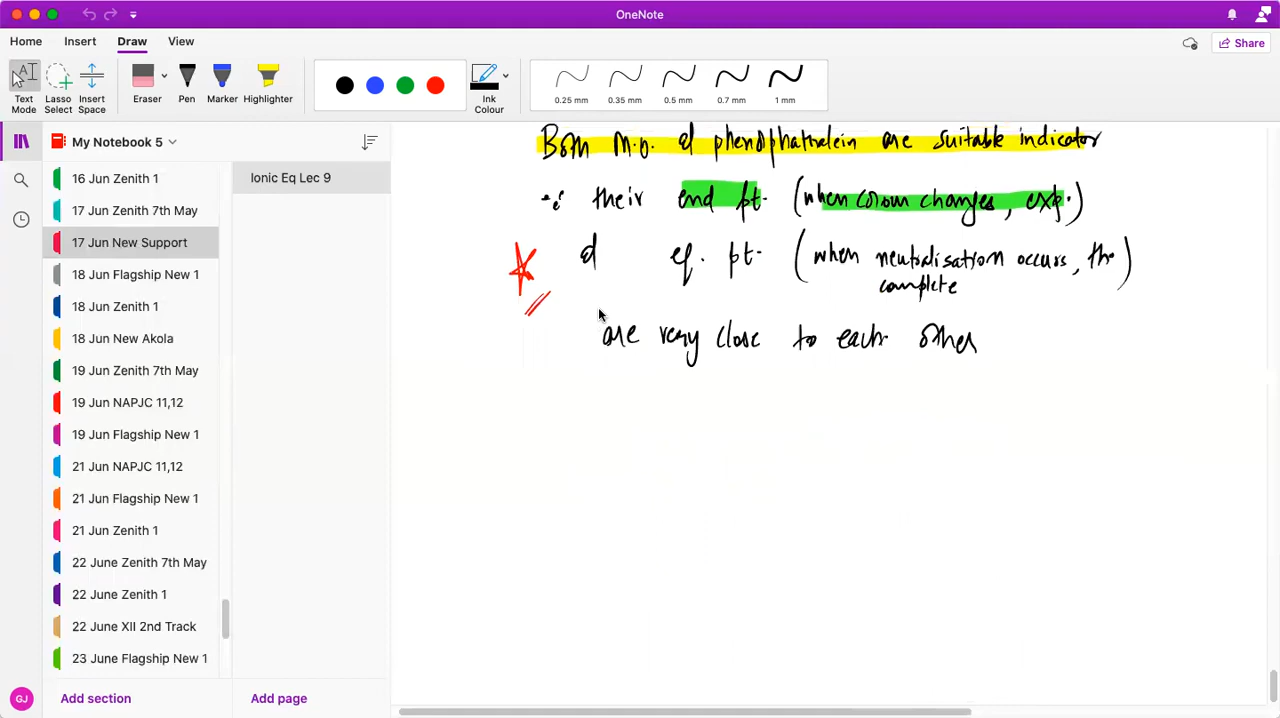 OneNote
Home Insert Draw View
Share
Text Mode
Lasso Select
Insert Space
Eraser
Pen
Marker
Highlighter
Ink Colour
0.25 mm 0.35 mm 0.5 mm 0.7 mm 1 mm
My Notebook 5
16 Jun Zenith 1
17 Jun Zenith 7th May
17 Jun New Support
18 Jun Flagship New 1
18 Jun Zenith 1
18 Jun New Akola
19 Jun Zenith 7th May
19 Jun NAPJC 11,12
19 Jun Flagship New 1
21 Jun NAPJC 11,12
21 Jun Flagship New 1
21 Jun Zenith 1
22 June Zenith 7th May
22 June Zenith 1
22 June XII 2nd Track
23 June Flagship New 1
GJ
Add section
Ionic Eq Lec 9
Add page
Both M.O. & phenolphthalein are suitable indicator
∵ their end pt. (when colour changes, exp.)
& eq. pt. (when neutralisation occurs, th.)
complete
are very close to each other